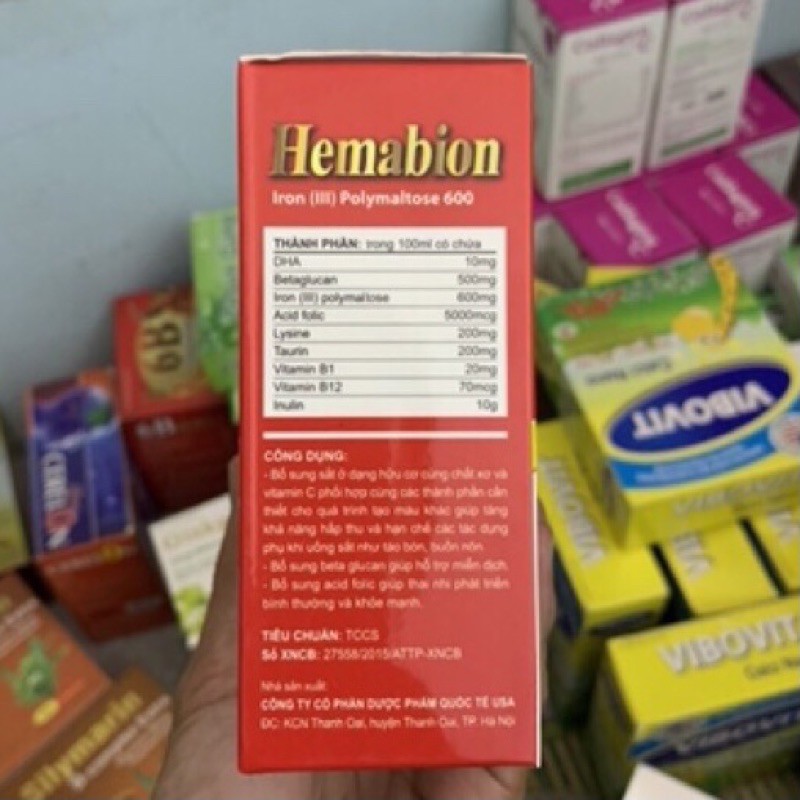 Hemabion
Iron (III) Polymaltose 600
THÀNH PHẦN: trong 100ml có chứa
DHA 10mg
Betaglucan 500mg
Iron (III) polymaltose 600mg
Acid folic 5000mcg
Lysine 200mg
Taurin 200mg
Vitamin B1 20mg
Vitamin B12 70mcg
Inulin 10g
CÔNG DỤNG:
- Bổ sung sắt ở dạng hữu cơ cùng chất xơ và
vitamin C phối hợp cùng các thành phần cần
thiết cho quá trình tạo máu khác giúp tăng
khả năng hấp thu và hạn chế các tác dụng
phụ khi uống sắt như táo bón, buồn nôn.
- Bổ sung beta glucan giúp hỗ trợ miễn dịch.
- Bổ sung acid folic giúp thai nhi phát triển
bình thường và khỏe mạnh.
TIÊU CHUẨN: TCCS
Số XNCB: 27558/2015/ATTP-XNCB
Nhà sản xuất:
CÔNG TY CỔ PHẦN DƯỢC PHẨM QUỐC TẾ USA
ĐC: KCN Thanh Oai, huyện Thanh Oai, TP. Hà Nội
VIBOVIT
VIBOVIT
Silymarin